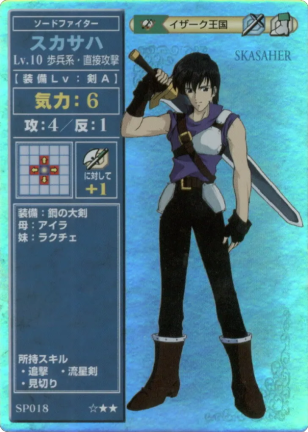 ソードファイター
スカサハ
Lv.10 歩兵系・直接攻撃
【装備Lv：剣A】
気力：6
攻：4／反：1
に対して
+1
装備：鋼の大剣
母：アイラ
妹：ラクチェ
所持スキル
・追撃 ・流星剣
・見切り
SP018 ☆★★
イザーク王国
SKASAHER